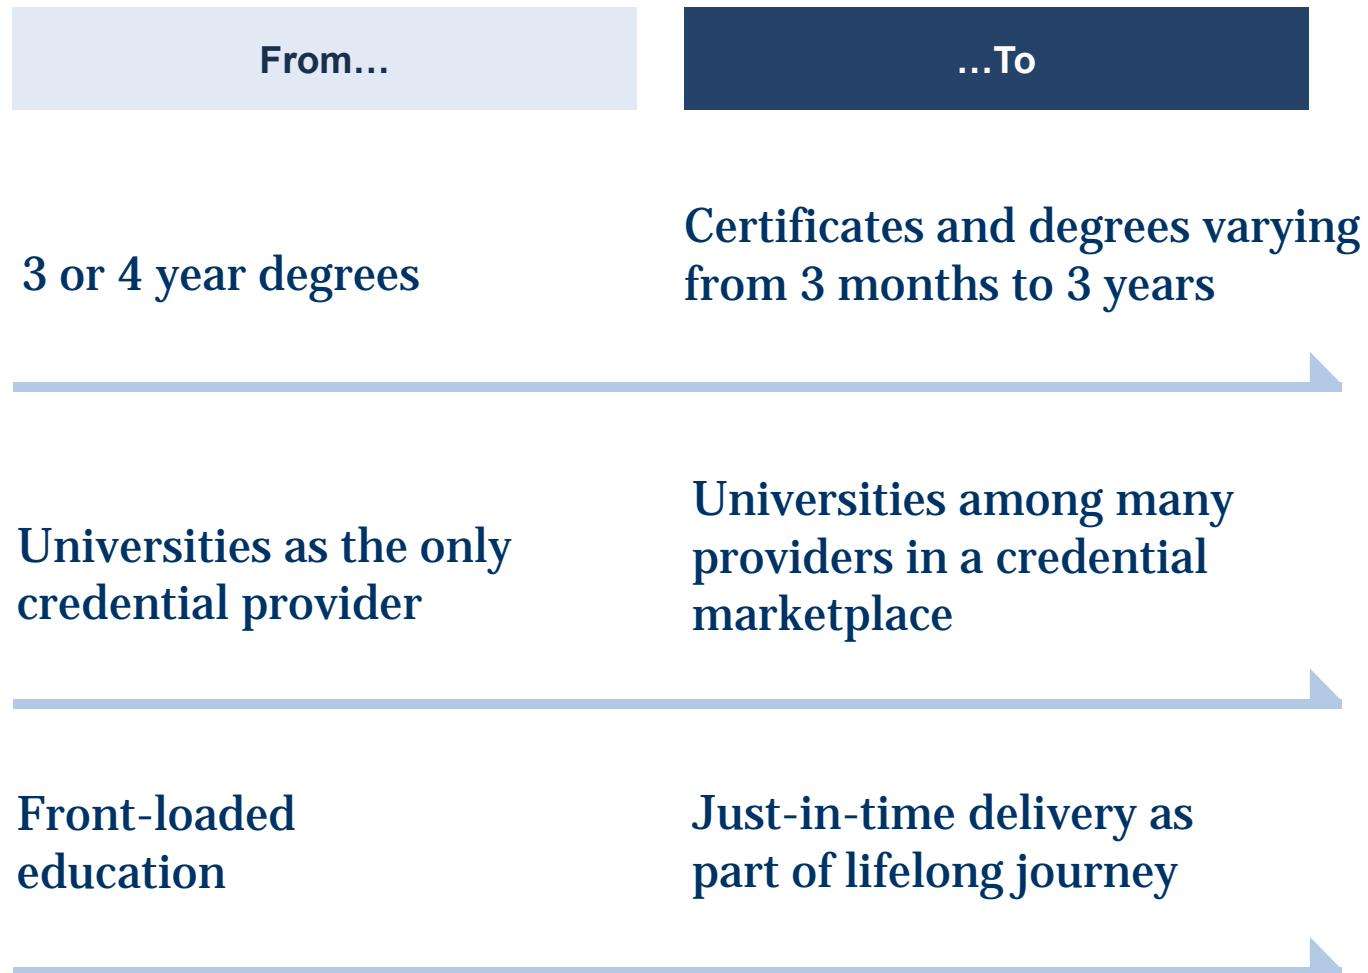 From…
…To
3 or 4 year degrees
Certificates and degrees varying
from 3 months to 3 years
Universities as the only
credential provider
Universities among many
providers in a credential
marketplace
Front-loaded
education
Just-in-time delivery as
part of lifelong journey